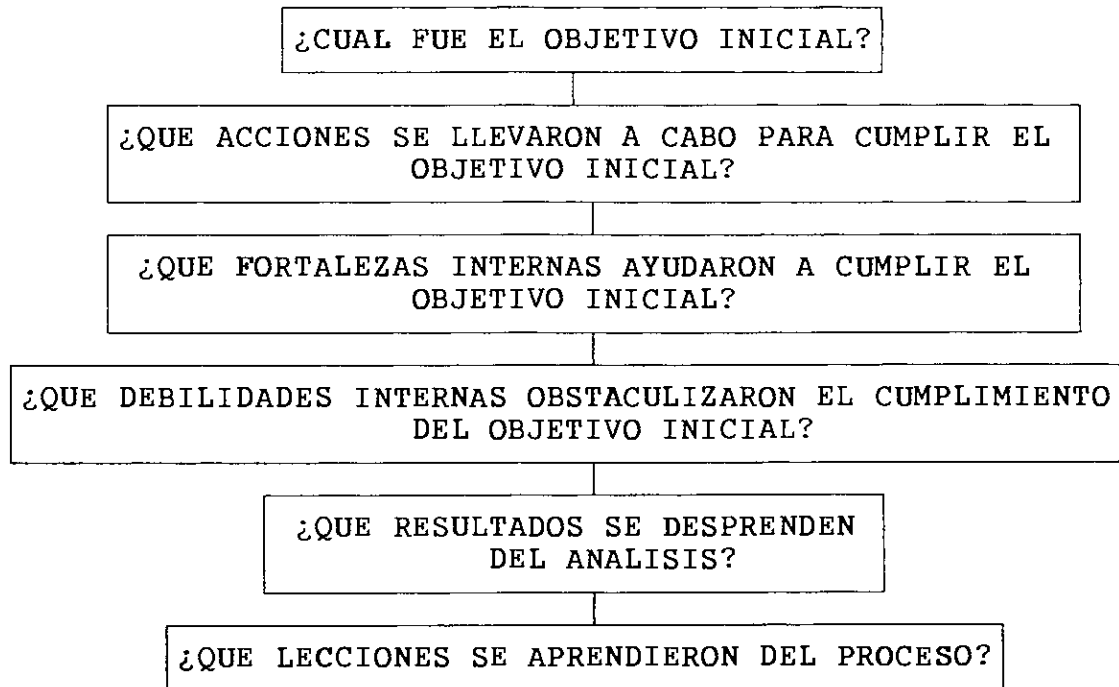 ¿CUAL FUE EL OBJETIVO INICIAL?
¿QUE ACCIONES SE LLEVARON A CABO PARA CUMPLIR EL
OBJETIVO INICIAL?
¿QUE FORTALEZAS INTERNAS AYUDARON A CUMPLIR EL
OBJETIVO INICIAL?
¿QUE DEBILIDADES INTERNAS OBSTACULIZARON EL CUMPLIMIENTO
DEL OBJETIVO INICIAL?
¿QUE RESULTADOS SE DESPRENDEN
DEL ANALISIS?
¿QUE LECCIONES SE APRENDIERON DEL PROCESO?